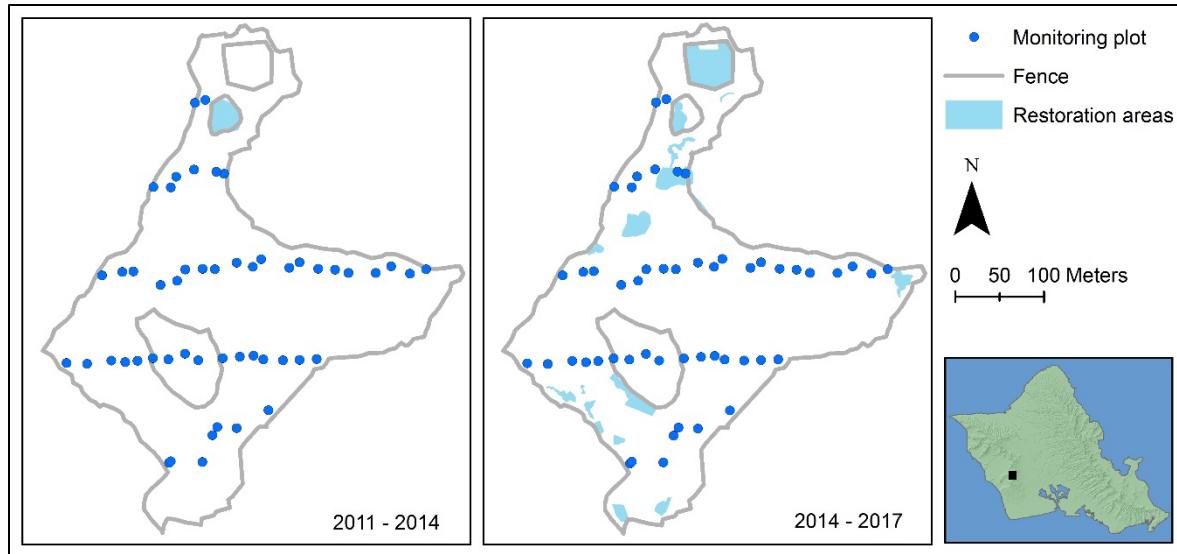 2011 - 2014
2014 - 2017
Monitoring plot
Fence
Restoration areas
N
0 50 100 Meters